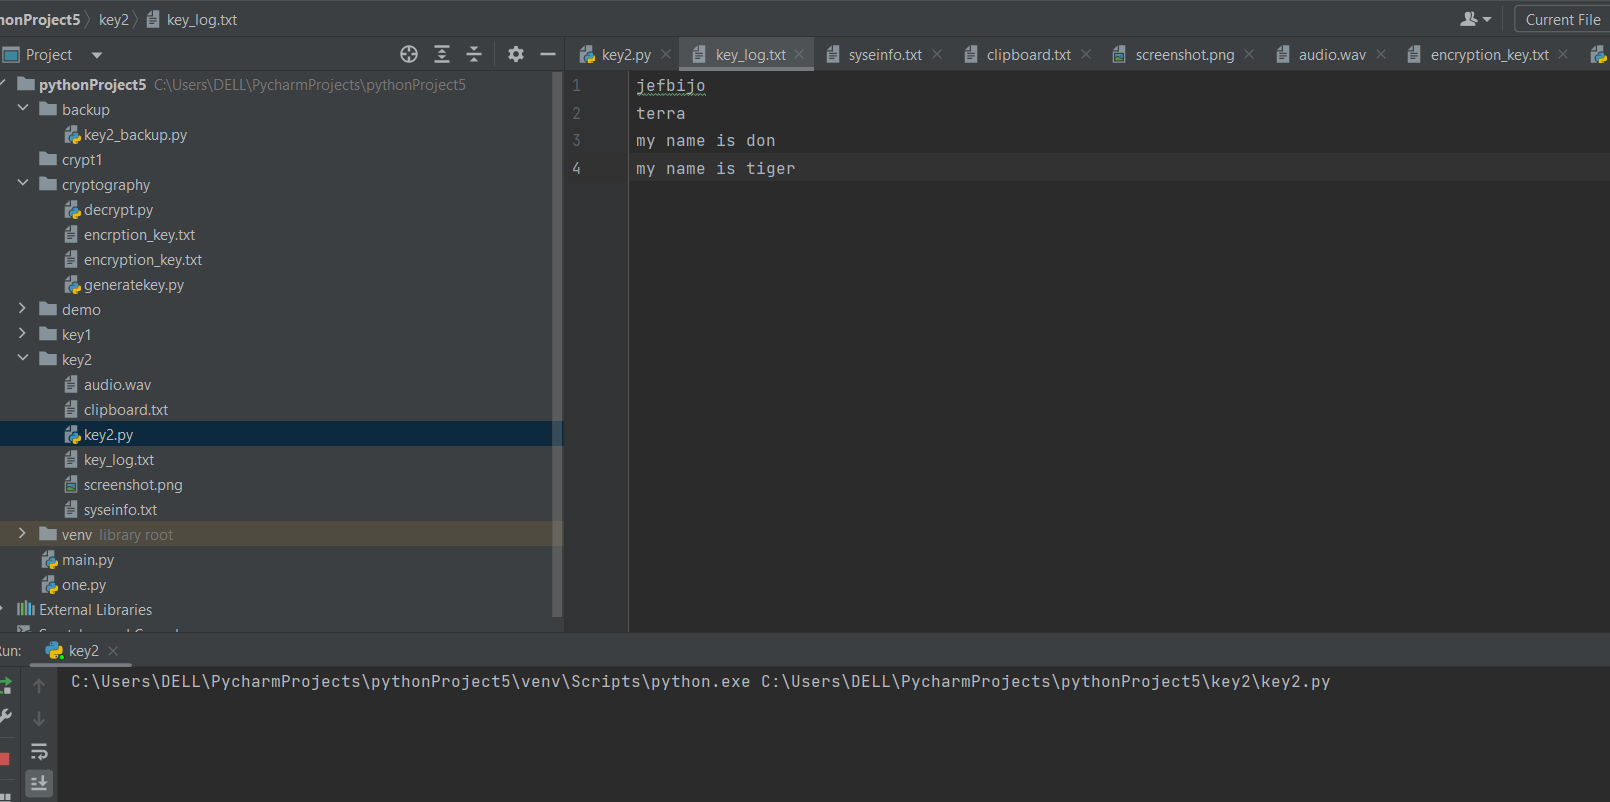 honProject5 key2 key_log.txt Current File
Project key2.py key_log.txt syseinfo.txt clipboard.txt screenshot.png audio.wav encryption_key.txt
pythonProject5 C:\Users\DELL\PycharmProjects\pythonProject5
backup
key2_backup.py
crypt1
cryptography
decrypt.py
encrption_key.txt
encryption_key.txt
generatekey.py
demo
key1
key2
audio.wav
clipboard.txt
key2.py
key_log.txt
screenshot.png
syseinfo.txt
venv library root
main.py
one.py
External Libraries
1 jefbijo
2 terra
3 my name is don
4 my name is tiger
un: key2
C:\Users\DELL\PycharmProjects\pythonProject5\venv\Scripts\python.exe C:\Users\DELL\PycharmProjects\pythonProject5\key2\key2.py